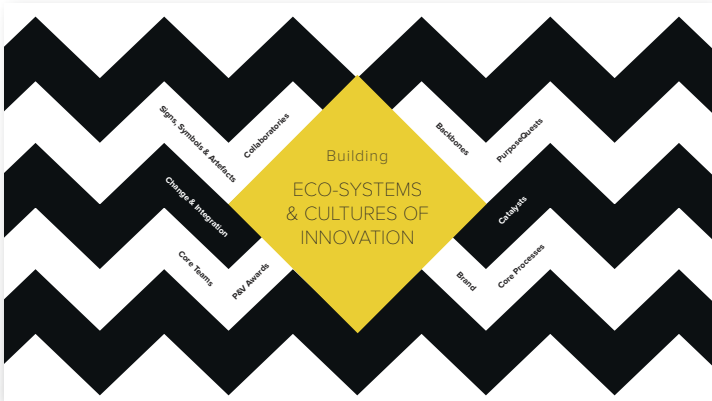 Signs, Symbols & Artefacts
Collaboratories
Backbones
PurposeQuests
Building
ECO-SYSTEMS
& CULTURES OF
INNOVATION
Change & Integration
Catalysts
Core Teams
P&V Awards
Brand
Core Processes